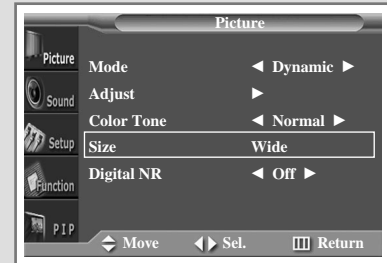 Picture
Picture
Sound
Setup
Function
PIP
Mode ◀ Dynamic ▶
Adjust ▶
Color Tone ◀ Normal ▶
Size Wide
Digital NR ◀ Off ▶
Move Sel. Return